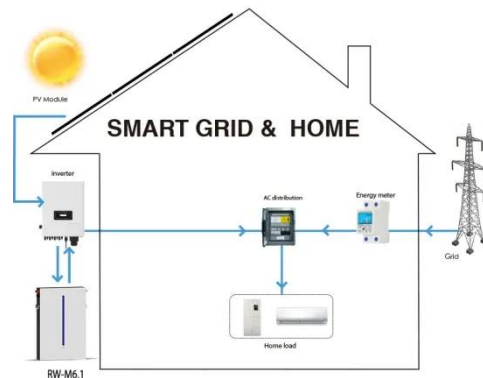 PV Module
SMART GRID & HOME
inverter
AC distribution
Energy meter
Grid
Home load
RW-M6.1